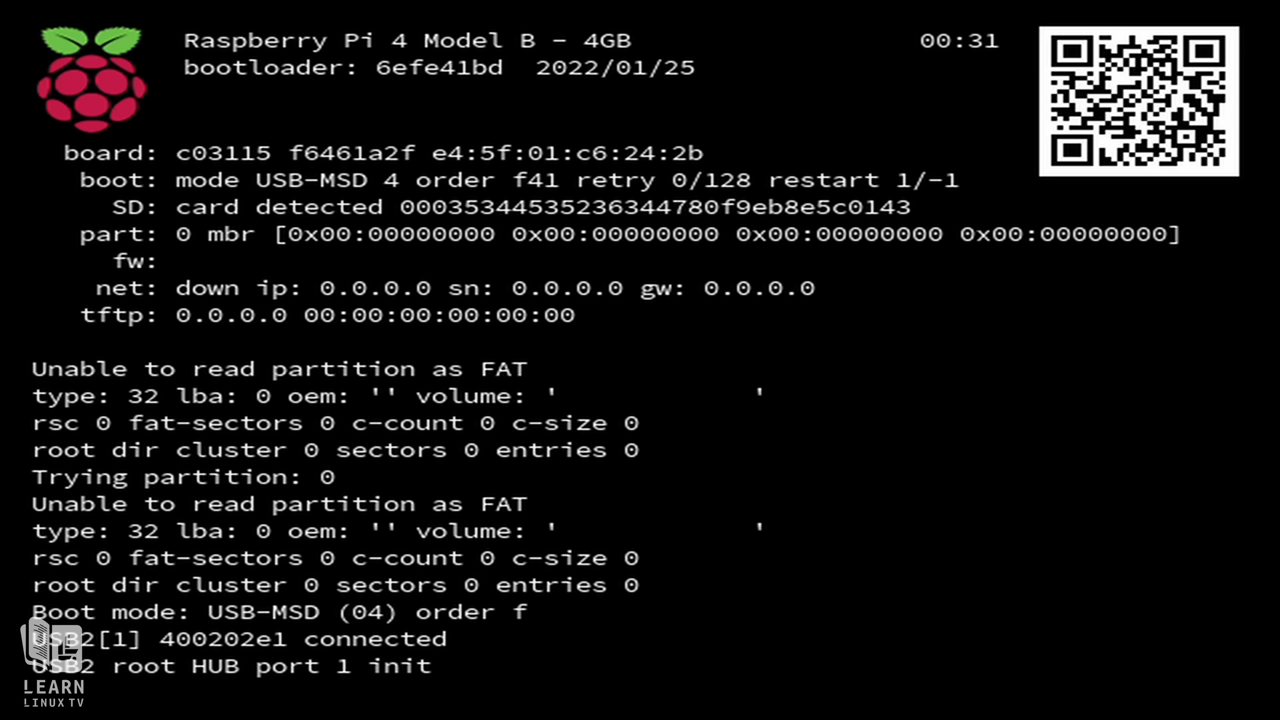 Raspberry Pi 4 Model B - 4GB 00:31
bootloader: 6efe41bd 2022/01/25
board: c03115 f6461a2f e4:5f:01:c6:24:2b
boot: mode USB-MSD 4 order f41 retry 0/128 restart 1/-1
SD: card detected 00035344535236344780f9eb8e5c0143
part: 0 mbr [0x00:00000000 0x00:00000000 0x00:00000000 0x00:00000000]
fw:
net: down ip: 0.0.0.0 sn: 0.0.0.0 gw: 0.0.0.0
tftp: 0.0.0.0 00:00:00:00:00:00
Unable to read partition as FAT
type: 32 lba: 0 oem: '' volume: '             '
rsc 0 fat-sectors 0 c-count 0 c-size 0
root dir cluster 0 sectors 0 entries 0
Trying partition: 0
Unable to read partition as FAT
type: 32 lba: 0 oem: '' volume: '             '
rsc 0 fat-sectors 0 c-count 0 c-size 0
root dir cluster 0 sectors 0 entries 0
Boot mode: USB-MSD (04) order f
USB2[1] 400202e1 connected
USB2 root HUB port 1 init
LEARN
LINUX TV